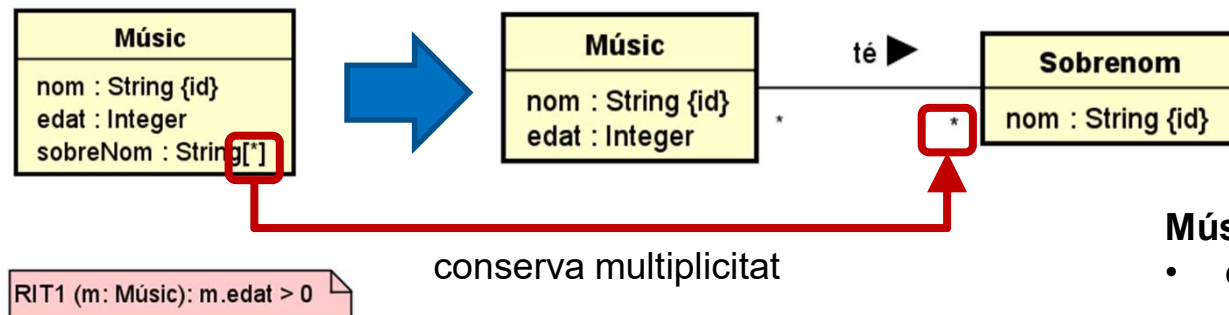 Músic
nom : String {id}
edat : Integer
sobreNom : String[*]
Músic
nom : String {id}
edat : Integer
té ▶
*
*
Sobrenom
nom : String {id}
conserva multiplicitat
RIT1 (m: Músic): m.edat > 0
•